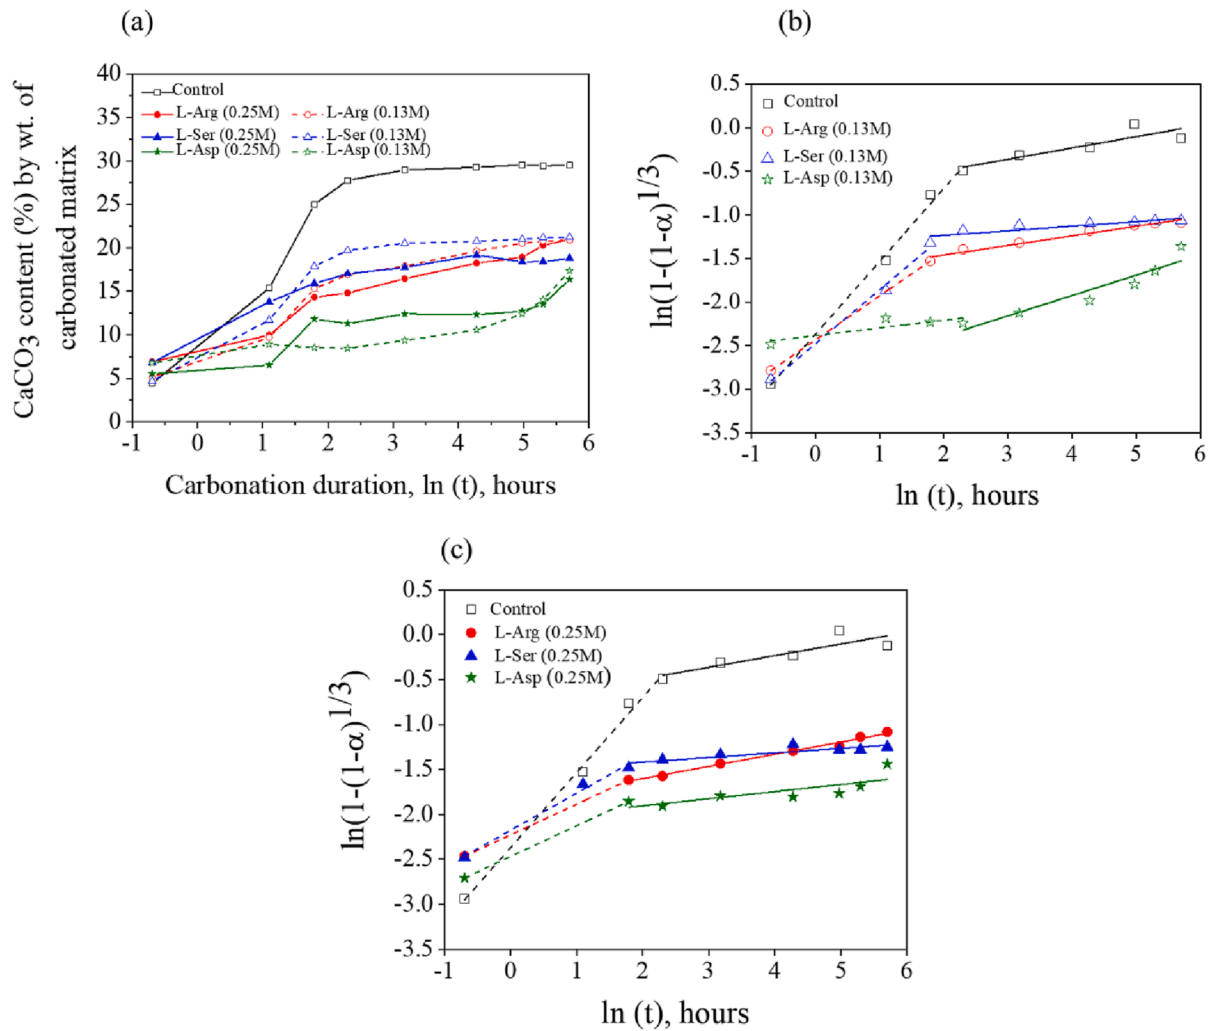 (a)
CaCO3 content (%) by wt. of
carbonated matrix
40
35
30
25
20
15
10
5
0
Control
L-Arg (0.25M) L-Arg (0.13M)
L-Ser (0.25M) L-Ser (0.13M)
L-Asp (0.25M) L-Asp (0.13M)
-1 0 1 2 3 4 5 6
Carbonation duration, ln (t), hours
(b)
ln(1-(1-α)1/3)
0.5
0.0
-0.5
-1.0
-1.5
-2.0
-2.5
-3.0
-3.5
Control
L-Arg (0.13M)
L-Ser (0.13M)
L-Asp (0.13M)
-1 0 1 2 3 4 5 6
ln (t), hours
(c)
ln(1-(1-α)1/3)
0.5
0.0
-0.5
-1.0
-1.5
-2.0
-2.5
-3.0
-3.5
Control
L-Arg (0.25M)
L-Ser (0.25M)
L-Asp (0.25M)
-1 0 1 2 3 4 5 6
ln (t), hours